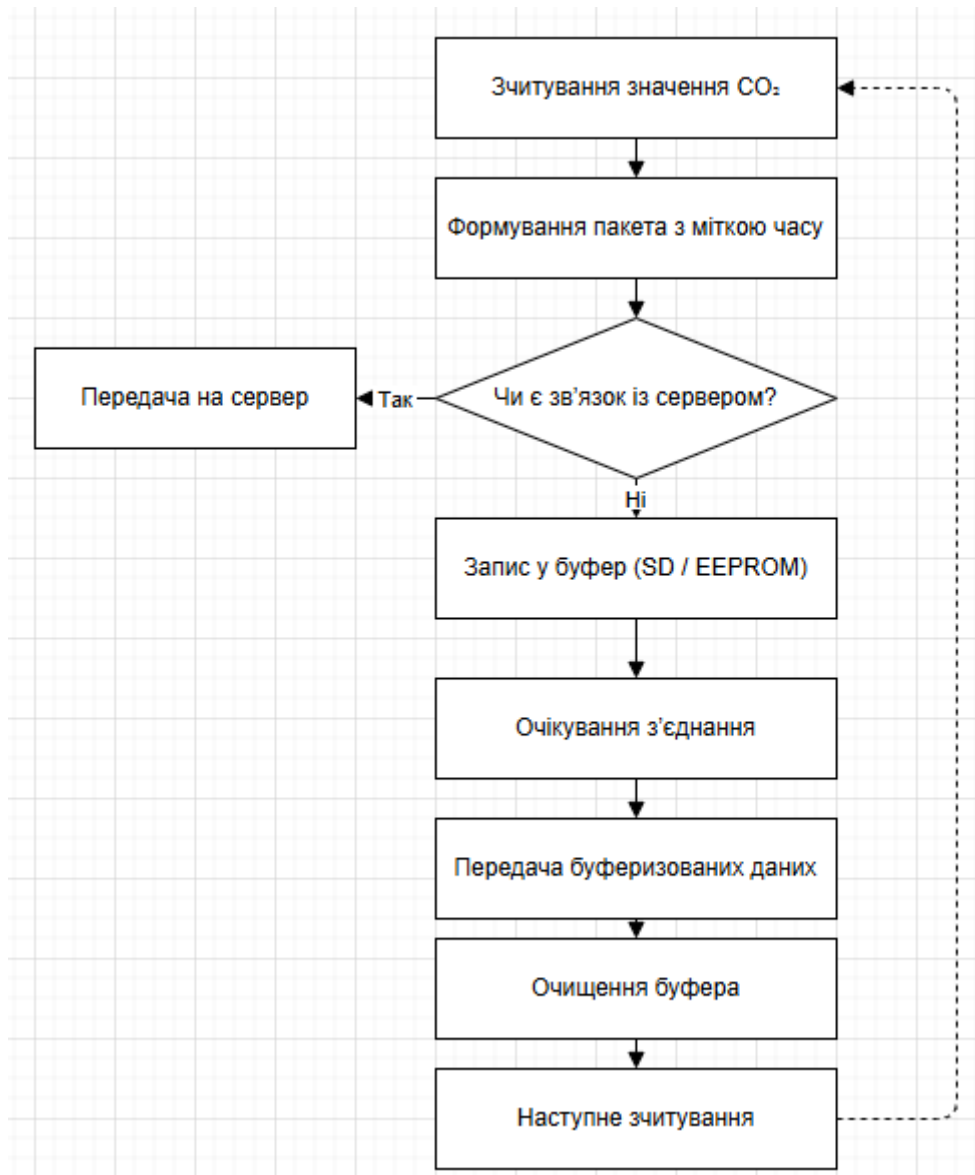 Зчитування значення CO₂
Формування пакета з міткою часу
Чи є зв’язок із сервером?
Так
Передача на сервер
Ні
Запис у буфер (SD / EEPROM)
Очікування з’єднання
Передача буферизованих даних
Очищення буфера
Наступне зчитування